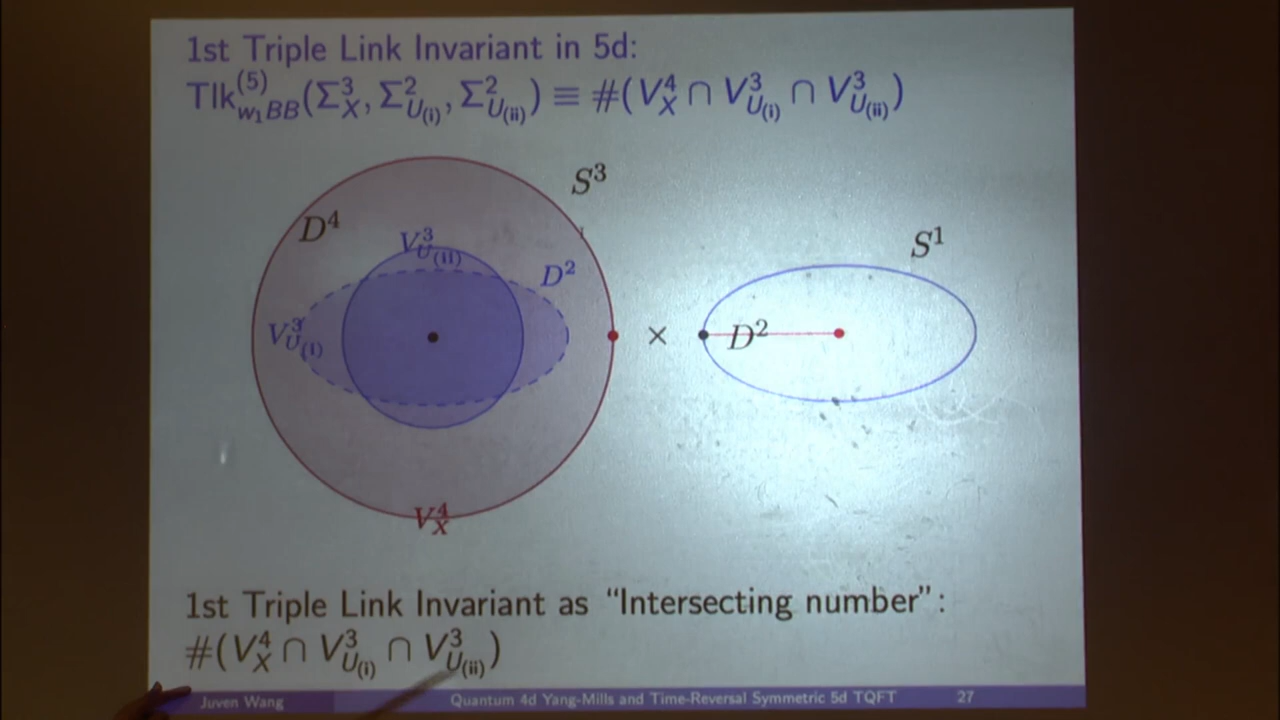 1st Triple Link Invariant in 5d:
Tlk^{(5)}_{w_1BB}(Σ^3_X, Σ^2_{U_{(i)}}, Σ^2_{U_{(ii)}}) ≡ #(V^4_X ∩ V^3_{U_{(i)}} ∩ V^3_{U_{(ii)}})
S^3
D^4
V^3_{U_{(ii)}}
D^2
S^1
V^3_{U_{(i)}}
×
D^2
V^4_X
1st Triple Link Invariant as “Intersecting number”:
#(V^4_X ∩ V^3_{U_{(i)}} ∩ V^3_{U_{(ii)}})
Juven Wang Quantum 4d Yang-Mills and Time-Reversal Symmetric 5d TQFT 27